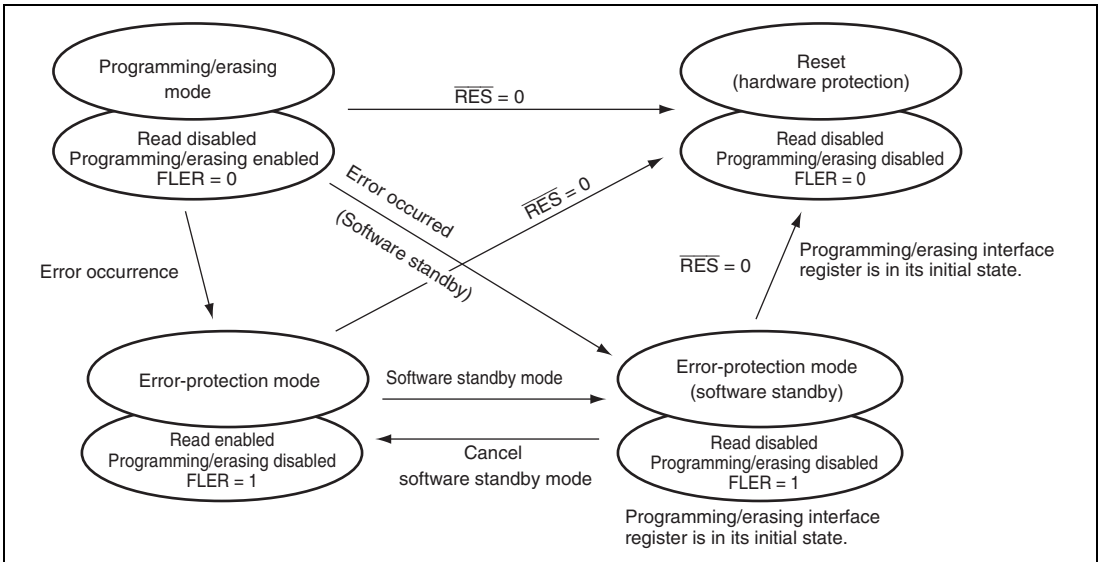 Programming/erasing
mode
Read disabled
Programming/erasing enabled
FLER = 0
R̅E̅S̅ = 0
Reset
(hardware protection)
Read disabled
Programming/erasing disabled
FLER = 0
Error occurred
(Software standby)
R̅E̅S̅ = 0
Error occurrence
R̅E̅S̅ = 0
Programming/erasing interface
register is in its initial state.
Error-protection mode
Read enabled
Programming/erasing disabled
FLER = 1
Software standby mode
Cancel
software standby mode
Error-protection mode
(software standby)
Read disabled
Programming/erasing disabled
FLER = 1
Programming/erasing interface
register is in its initial state.